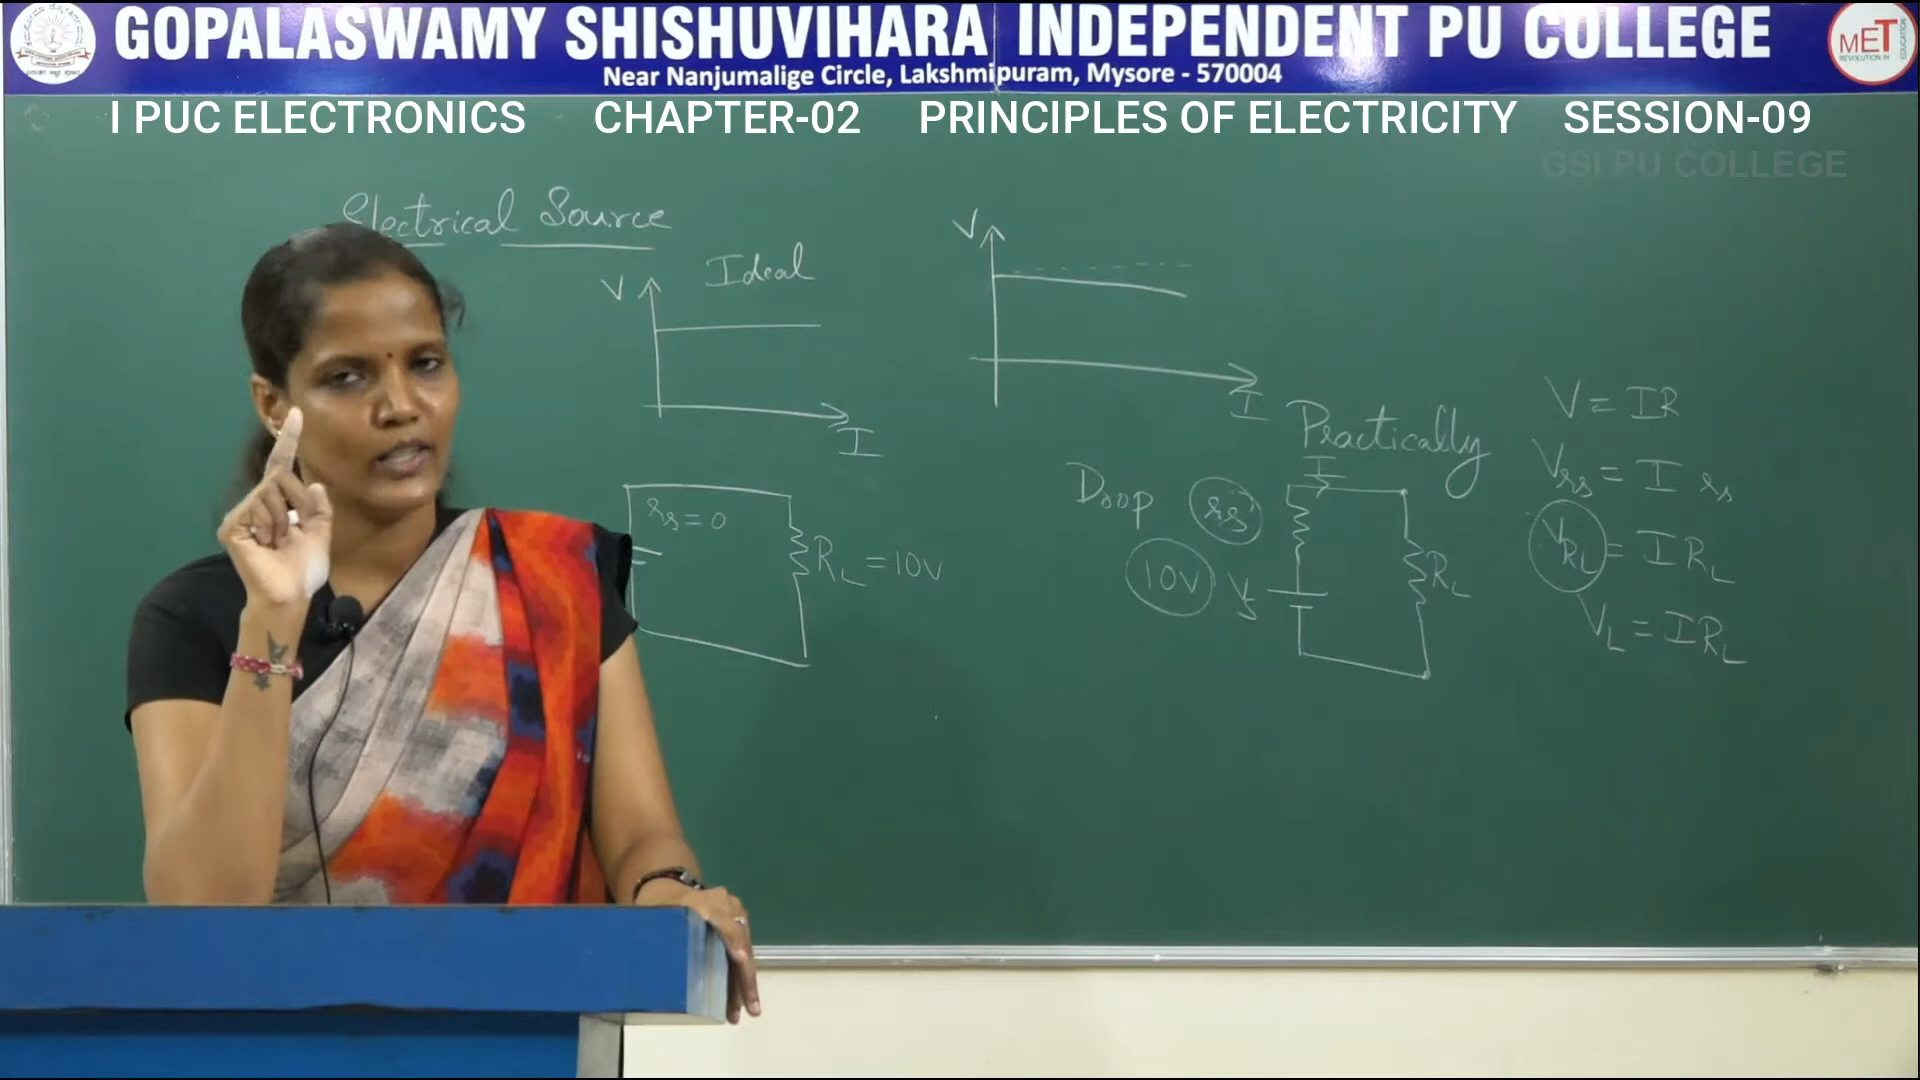 GOPALASWAMY SHISHUVIHARA INDEPENDENT PU COLLEGE
Near Nanjumalige Circle, Lakshmipuram, Mysore - 570004
MET
I PUC ELECTRONICS CHAPTER-02 PRINCIPLES OF ELECTRICITY SESSION-09
GSI PU COLLEGE
Electrical Source
V Ideal
I
rs = 0
RL = 10V
V
I
Practically
I
Drop rs
10V Vs
RL
V = IR
Vrs = I rs
VRL = I RL
VL = IRL